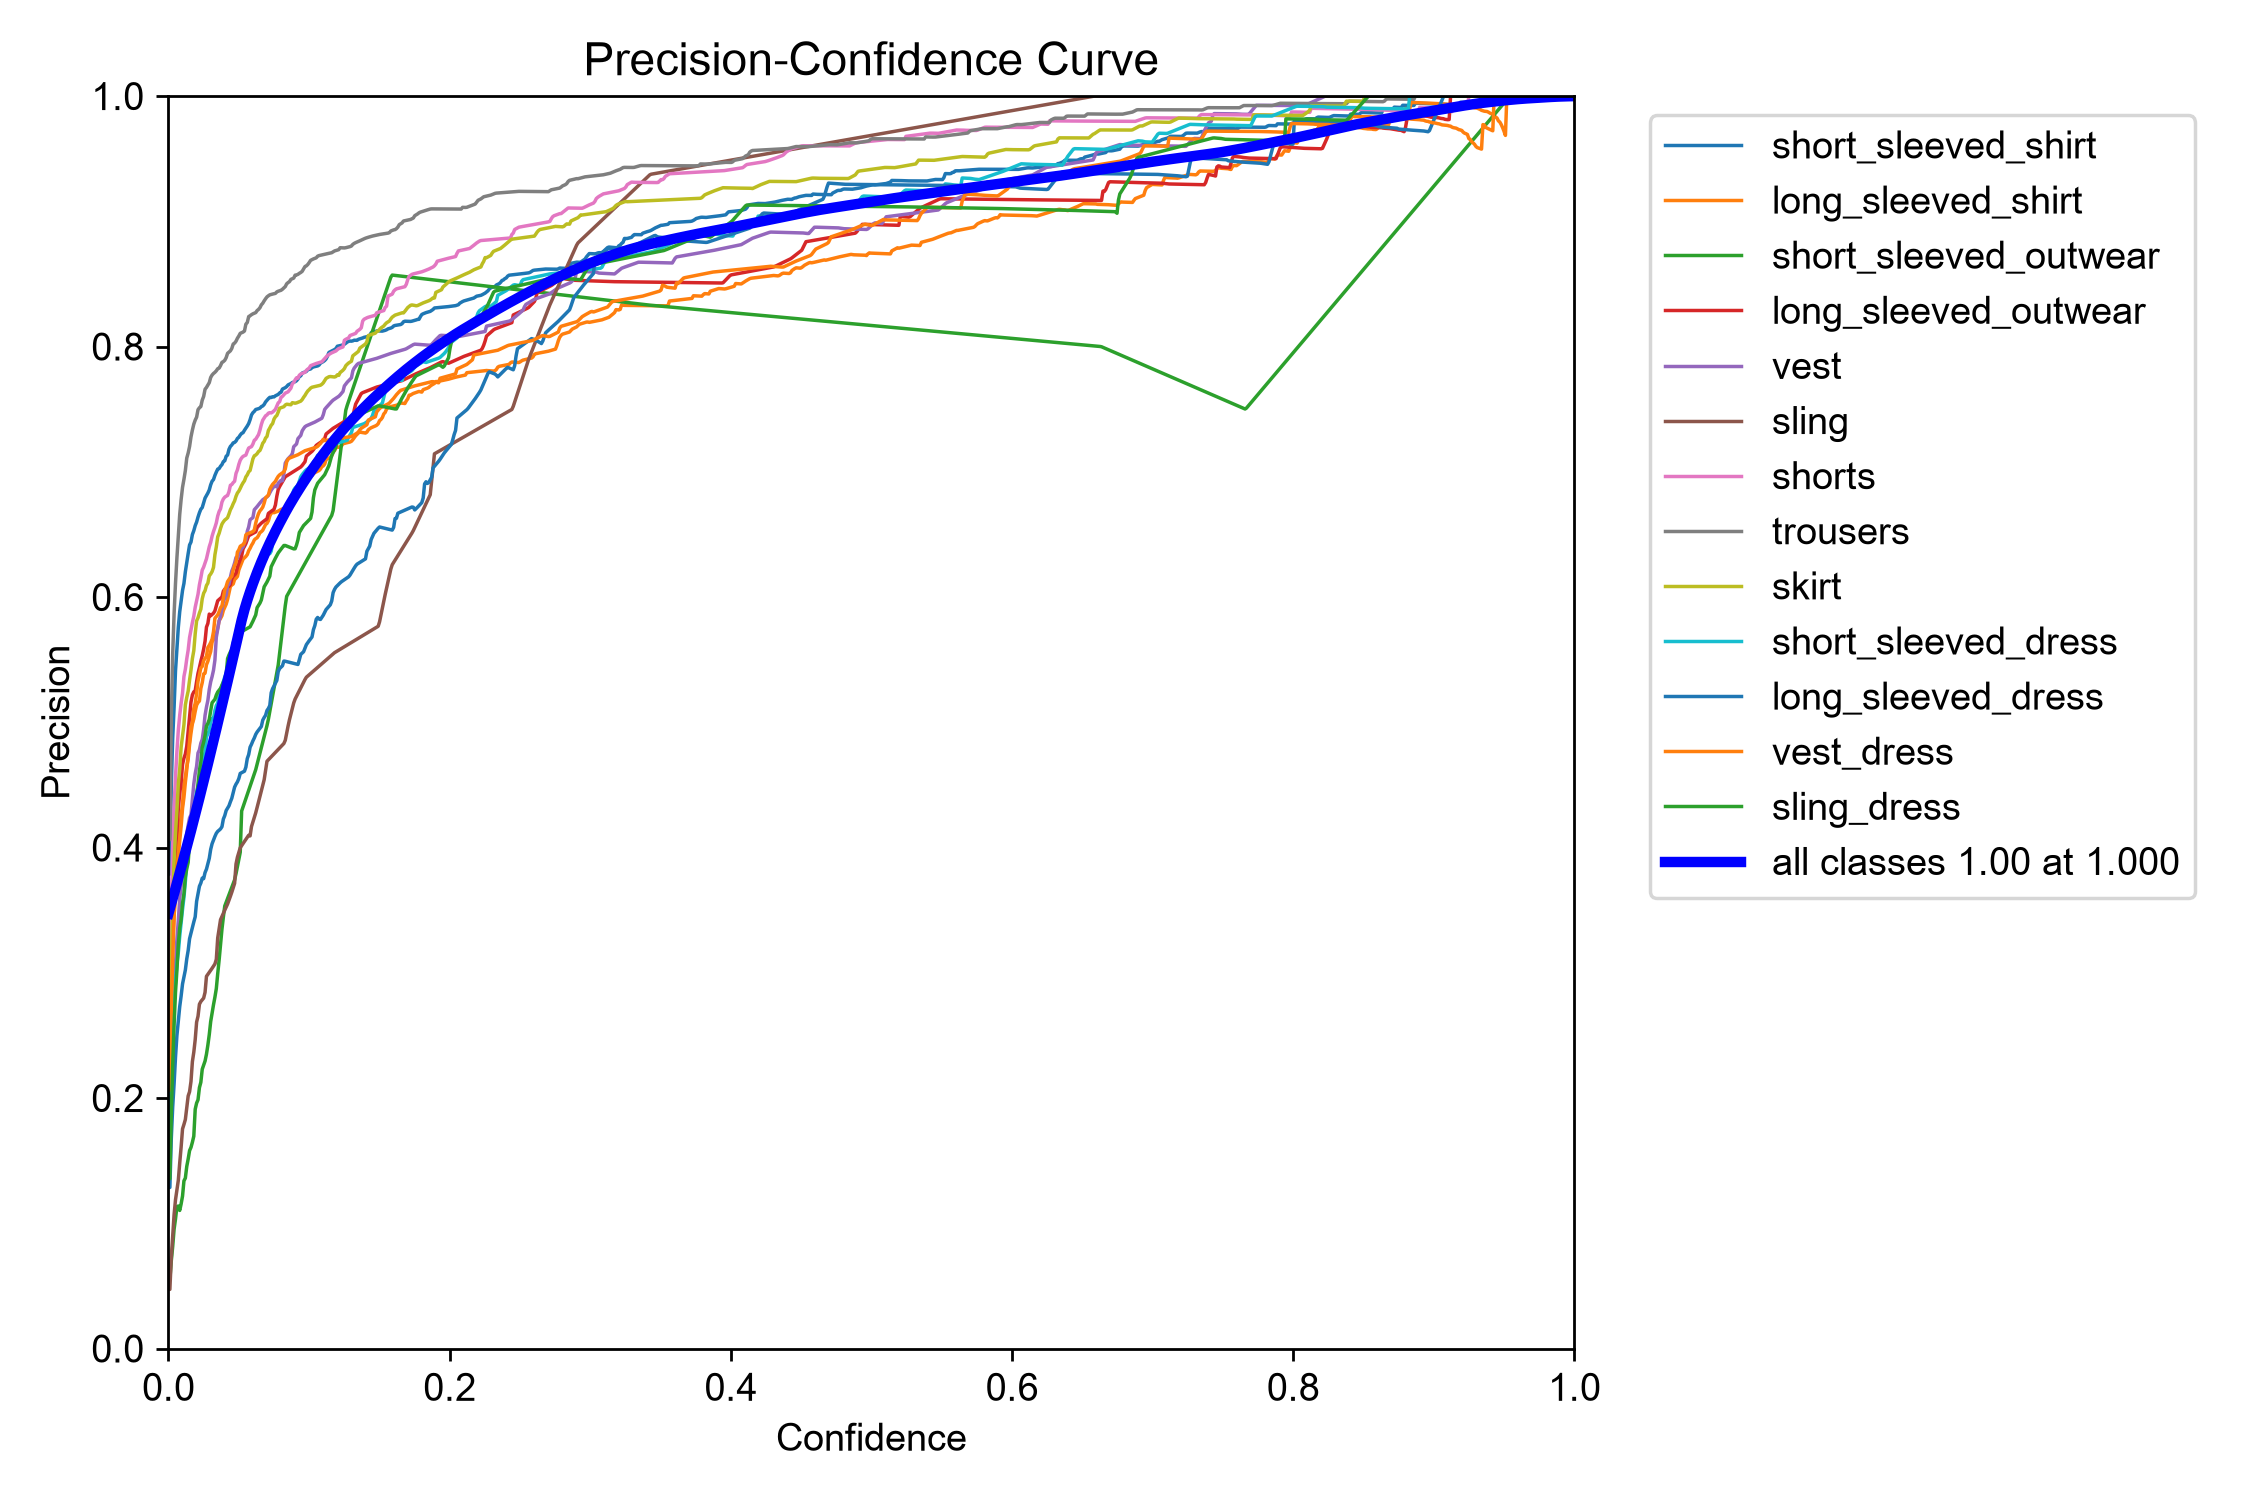 Precision-Confidence Curve
1.0
0.8
0.6
0.4
0.2
0.0
Precision
0.0 0.2 0.4 0.6 0.8 1.0
Confidence
short_sleeved_shirt
long_sleeved_shirt
short_sleeved_outwear
long_sleeved_outwear
vest
sling
shorts
trousers
skirt
short_sleeved_dress
long_sleeved_dress
vest_dress
sling_dress
all classes 1.00 at 1.000